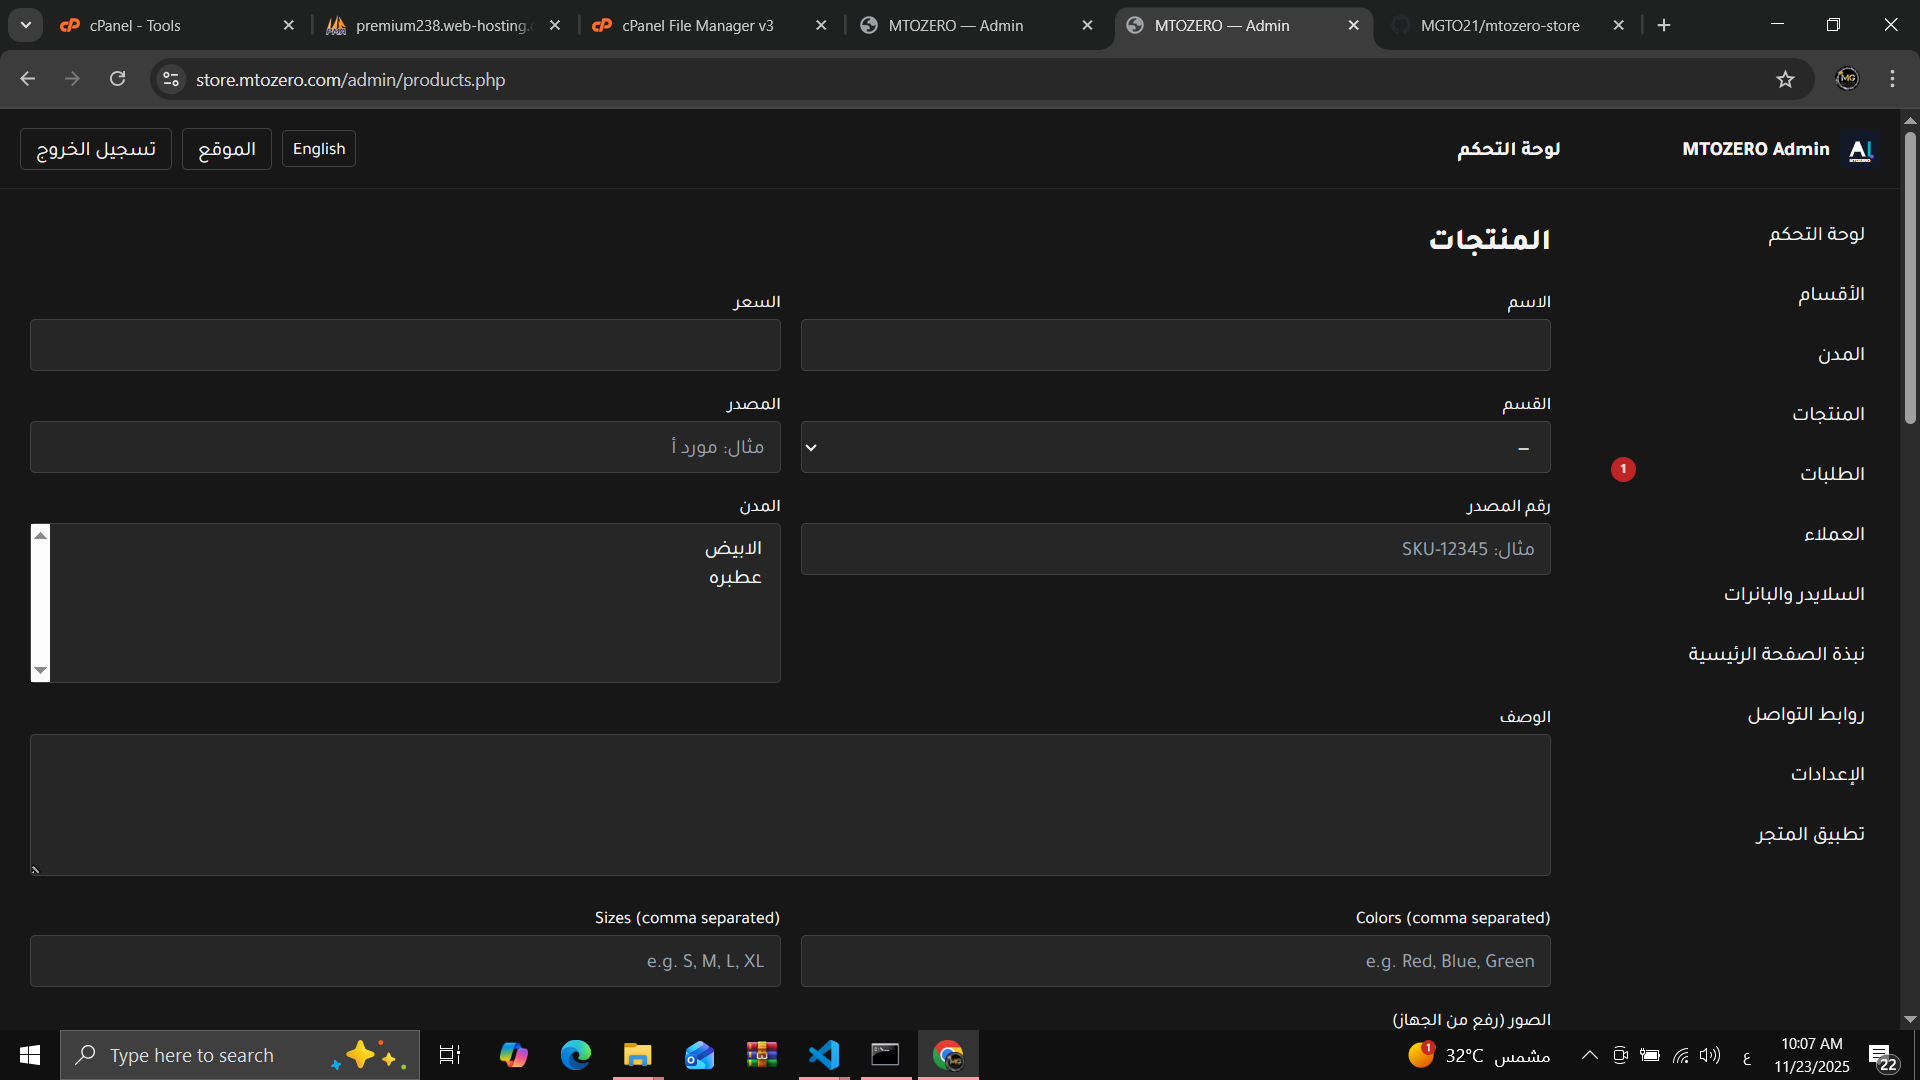 cPanel - Tools
premium238.web-hosting.
cPanel File Manager v3
MTOZERO — Admin
MTOZERO — Admin
MGTO21/mtozero-store
store.mtozero.com/admin/products.php
MTOZERO Admin
لوحة التحكم
English
الموقع
تسجيل الخروج
لوحة التحكم
الأقسام
المدن
المنتجات
الطلبات
1
العملاء
السلايدر والبانرات
نبذة الصفحة الرئيسية
روابط التواصل
الإعدادات
تطبيق المتجر
المنتجات
الاسم
السعر
القسم
—
المصدر
مثال: مورد أ
رقم المصدر
مثال: SKU-12345
المدن
الابيض
عطبره
الوصف
Colors (comma separated)
e.g. Red, Blue, Green
Sizes (comma separated)
e.g. S, M, L, XL
الصور (رفع من الجهاز)
Type here to search
1
32°C مشمس
ع
10:07 AM
11/23/2025
22